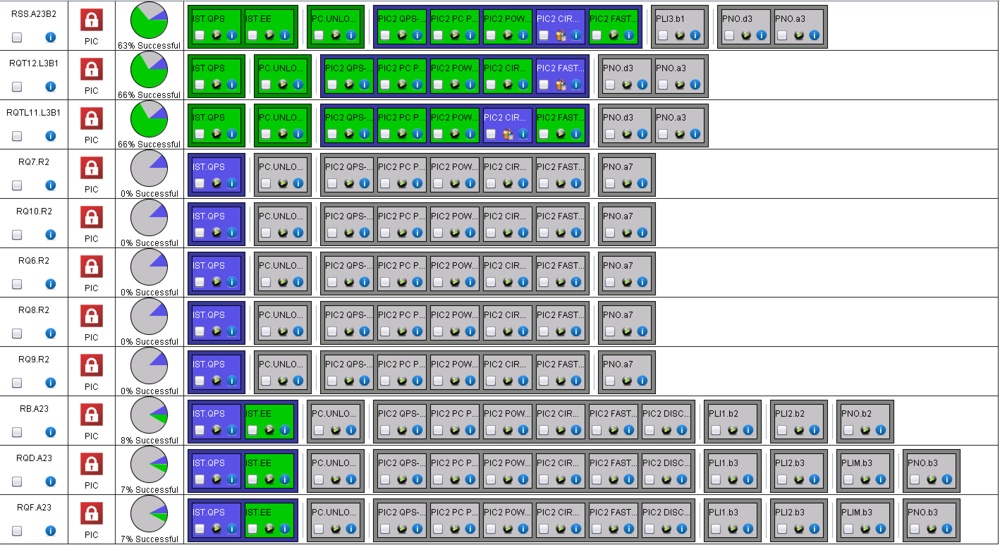 RSS.A23B2 PIC 63% Successful IST.QPS IST.EE PC.UNLO... PIC2 QPS-... PIC2 PC P... PIC2 POW... PIC2 CIR... PIC2 FAST... PLI3.b1 PNO.d3 PNO.a3
RQT12.L3B1 PIC 66% Successful IST.QPS PC.UNLO... PIC2 QPS-... PIC2 PC P... PIC2 POW... PIC2 CIR... PIC2 FAST... PNO.d3 PNO.a3
RQTL11.L3B1 PIC 66% Successful IST.QPS PC.UNLO... PIC2 QPS-... PIC2 PC P... PIC2 POW... PIC2 CIR... PIC2 FAST... PNO.d3 PNO.a3
RQ7.R2 PIC 0% Successful IST.QPS PC.UNLO... PIC2 QPS-... PIC2 PC P... PIC2 POW... PIC2 CIR... PIC2 FAST... PNO.a7
RQ10.R2 PIC 0% Successful IST.QPS PC.UNLO... PIC2 QPS-... PIC2 PC P... PIC2 POW... PIC2 CIR... PIC2 FAST... PNO.a7
RQ6.R2 PIC 0% Successful IST.QPS PC.UNLO... PIC2 QPS-... PIC2 PC P... PIC2 POW... PIC2 CIR... PIC2 FAST... PNO.a7
RQ8.R2 PIC 0% Successful IST.QPS PC.UNLO... PIC2 QPS-... PIC2 PC P... PIC2 POW... PIC2 CIR... PIC2 FAST... PNO.a7
RQ9.R2 PIC 0% Successful IST.QPS PC.UNLO... PIC2 QPS-... PIC2 PC P... PIC2 POW... PIC2 CIR... PIC2 FAST... PNO.a7
RB.A23 PIC 8% Successful IST.QPS IST.EE PC.UNLO... PIC2 QPS-... PIC2 PC P... PIC2 POW... PIC2 CIR... PIC2 FAST... PIC2 DISC... PLI1.b2 PLI2.b2 PNO.b2
RQD.A23 PIC 7% Successful IST.QPS IST.EE PC.UNLO... PIC2 QPS-... PIC2 PC P... PIC2 POW... PIC2 CIR... PIC2 FAST... PIC2 DISC... PLI1.b3 PLI2.b3 PLIM.b3 PNO.b3
RQF.A23 PIC 7% Successful IST.QPS IST.EE PC.UNLO... PIC2 QPS-... PIC2 PC P... PIC2 POW... PIC2 CIR... PIC2 FAST... PIC2 DISC... PLI1.b3 PLI2.b3 PLIM.b3 PNO.b3